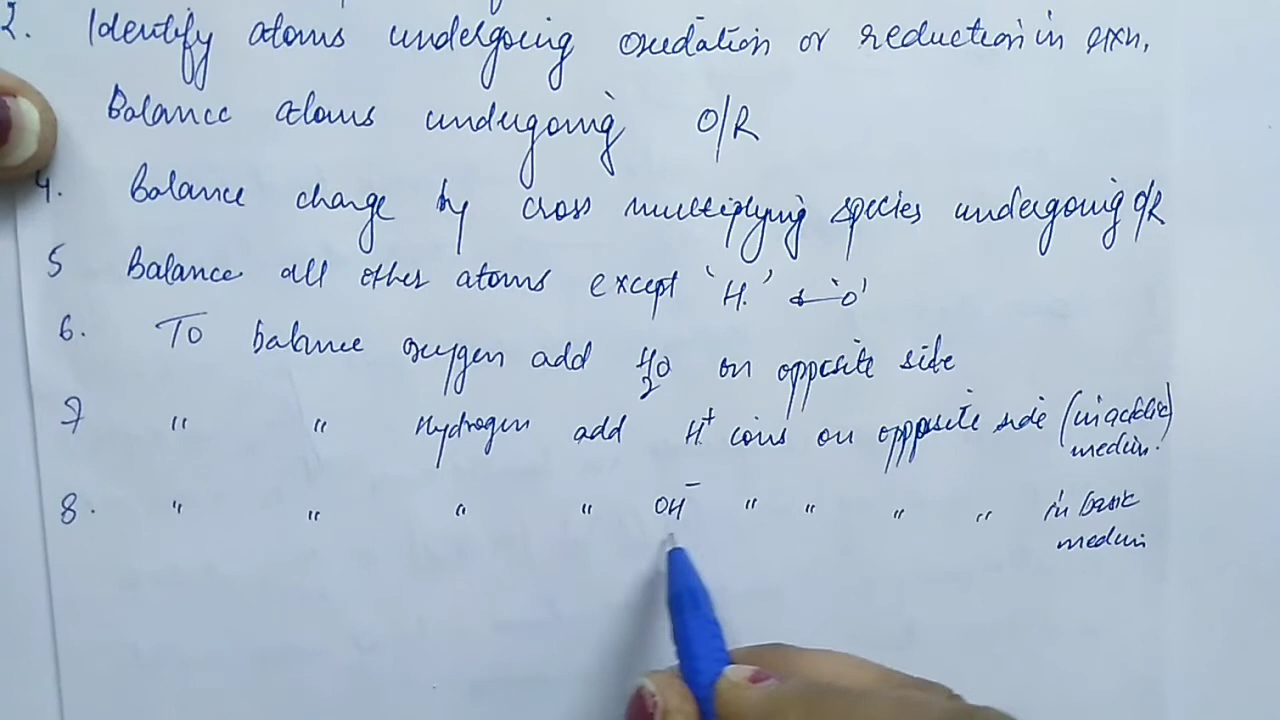 2. Identify atoms undergoing oxidation or reduction in rxn.
Balance atoms undergoing O/R
4. Balance charge by cross multiplying species undergoing O/R
5 Balance all other atoms except 'H' & 'O'
6. To balance oxygen add H2O on opposite side
7 " " Hydrogen add H+ ions on opposite side (in acidic medium.)
8. " " " " OH- " " " " in basic medium